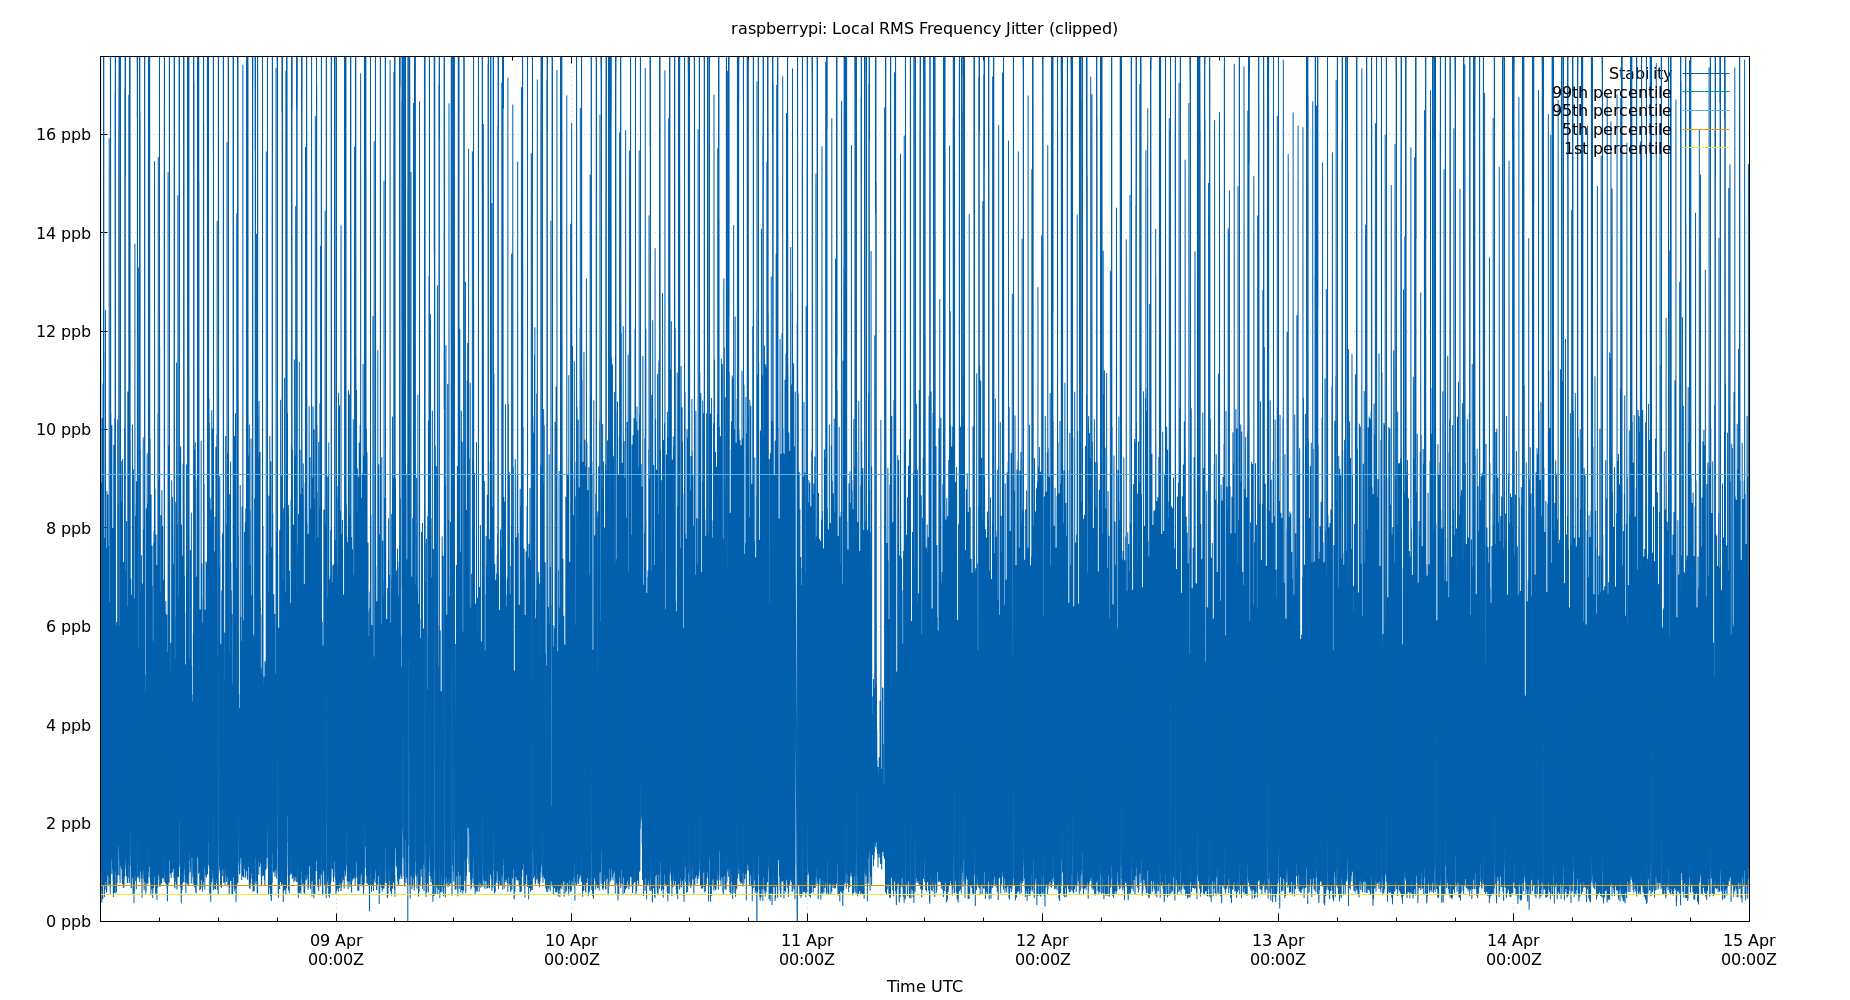 raspberrypi: Local RMS Frequency Jitter (clipped)
Stability
99th percentile
95th percentile
5th percentile
1st percentile
16 ppb
14 ppb
12 ppb
10 ppb
8 ppb
6 ppb
4 ppb
2 ppb
0 ppb
09 Apr 10 Apr 11 Apr 12 Apr 13 Apr 14 Apr 15 Apr
00:00Z 00:00Z 00:00Z 00:00Z 00:00Z 00:00Z 00:00Z
Time UTC